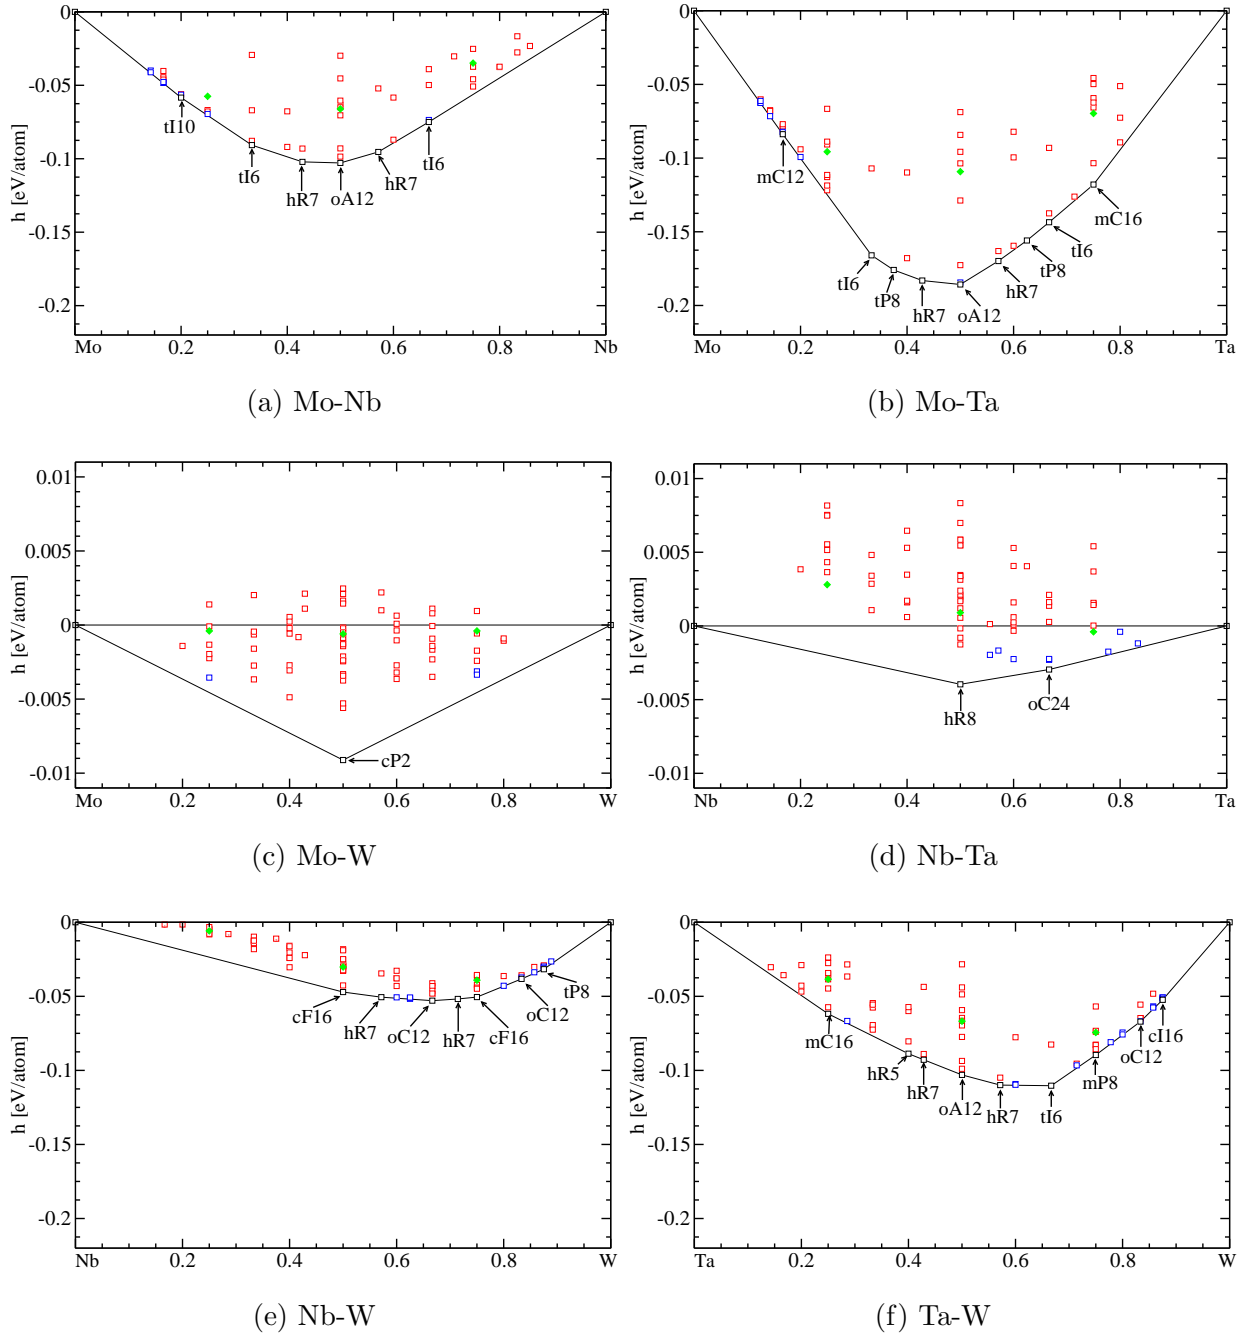 0
-0.05
-0.1
-0.15
-0.2
h [eV/atom]
Mo 0.2 0.4 0.6 0.8 Nb
tI10
tI6
hR7
oA12
hR7
tI6
(a) Mo-Nb
0
-0.05
-0.1
-0.15
-0.2
h [eV/atom]
Mo 0.2 0.4 0.6 0.8 Ta
mC12
tI6
tP8
hR7
oA12
hR7
tP8
tI6
mC16
(b) Mo-Ta
0.01
0.005
0
-0.005
-0.01
h [eV/atom]
Mo 0.2 0.4 0.6 0.8 W
cP2
(c) Mo-W
0.01
0.005
0
-0.005
-0.01
h [eV/atom]
Nb 0.2 0.4 0.6 0.8 Ta
hR8
oC24
(d) Nb-Ta
0
-0.05
-0.1
-0.15
-0.2
h [eV/atom]
Nb 0.2 0.4 0.6 0.8 W
cF16
hR7
oC12
hR7
cF16
oC12
tP8
(e) Nb-W
0
-0.05
-0.1
-0.15
-0.2
h [eV/atom]
Ta 0.2 0.4 0.6 0.8 W
mC16
hR5
hR7
oA12
hR7
tI6
mP8
oC12
cI16
(f) Ta-W